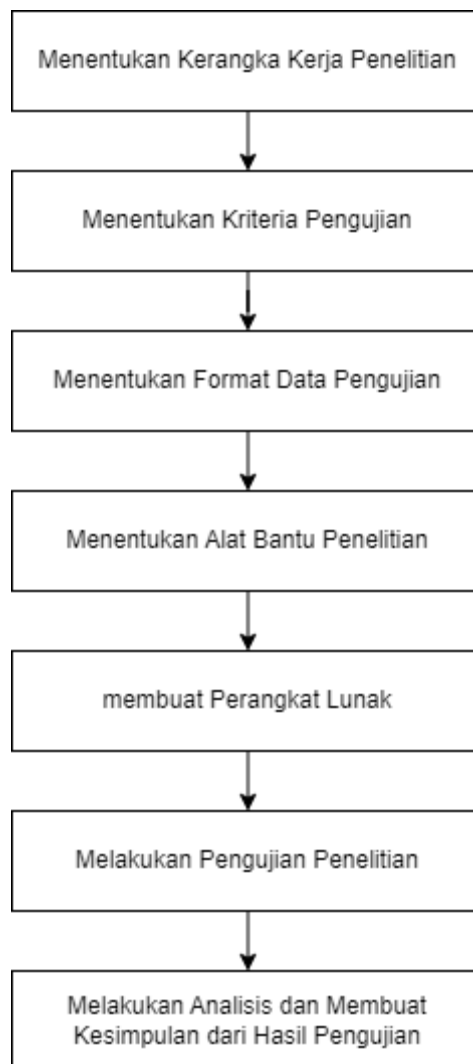 Menentukan Kerangka Kerja Penelitian
Menentukan Kriteria Pengujian
Menentukan Format Data Pengujian
Menentukan Alat Bantu Penelitian
membuat Perangkat Lunak
Melakukan Pengujian Penelitian
Melakukan Analisis dan Membuat
Kesimpulan dari Hasil Pengujian